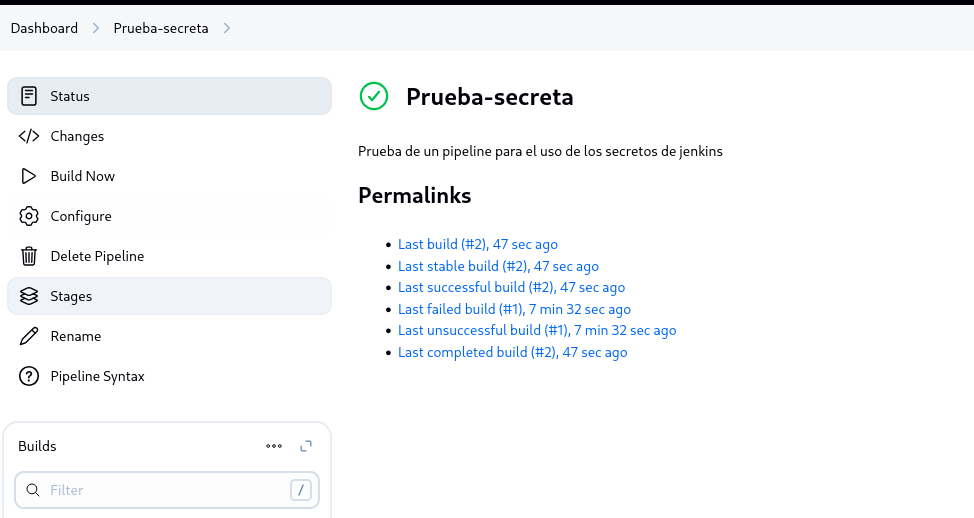 Dashboard
Prueba-secreta
Status
Changes
Build Now
Configure
Delete Pipeline
Stages
Rename
Pipeline Syntax
Builds
Filter
/
Prueba-secreta
Prueba de un pipeline para el uso de los secretos de jenkins
Permalinks
Last build (#2), 47 sec ago
Last stable build (#2), 47 sec ago
Last successful build (#2), 47 sec ago
Last failed build (#1), 7 min 32 sec ago
Last unsuccessful build (#1), 7 min 32 sec ago
Last completed build (#2), 47 sec ago